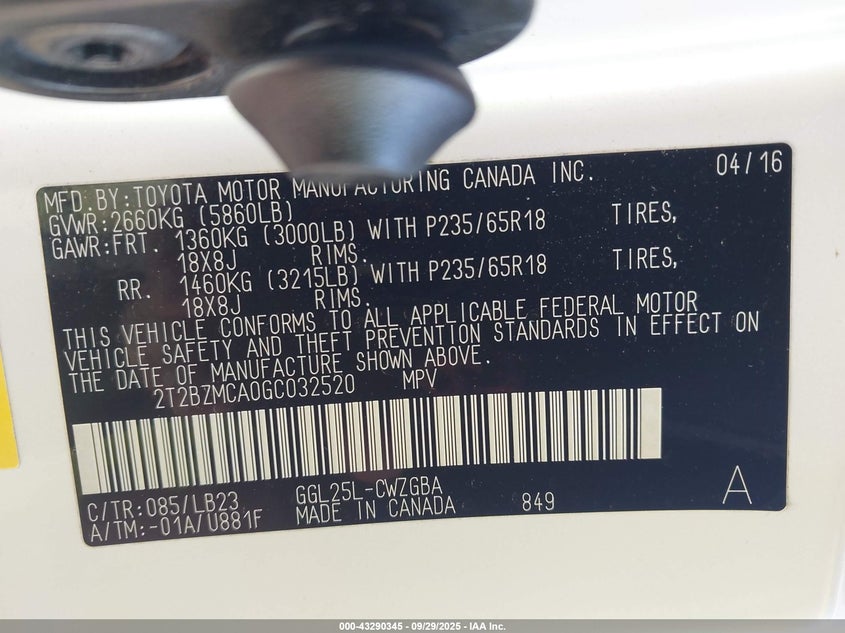 MFD. BY: TOYOTA MOTOR MANUFACTURING CANADA INC. 04/16
GVWR: 2660KG (5860LB)
GAWR: FRT. 1360KG (3000LB) WITH P235/65R18 TIRES,
18X8J RIMS.
RR. 1460KG (3215LB) WITH P235/65R18 TIRES,
18X8J RIMS.
THIS VEHICLE CONFORMS TO ALL APPLICABLE FEDERAL MOTOR
VEHICLE SAFETY AND THEFT PREVENTION STANDARDS IN EFFECT ON
THE DATE OF MANUFACTURE SHOWN ABOVE.
2T2BZMCA0GC032520 MPV
C/TR: 085/LB23 GGL25L-CWZGBA
A/TM: -01A/U881F MADE IN CANADA 849 A
000-43290345 - 09/29/2025 - IAA Inc.